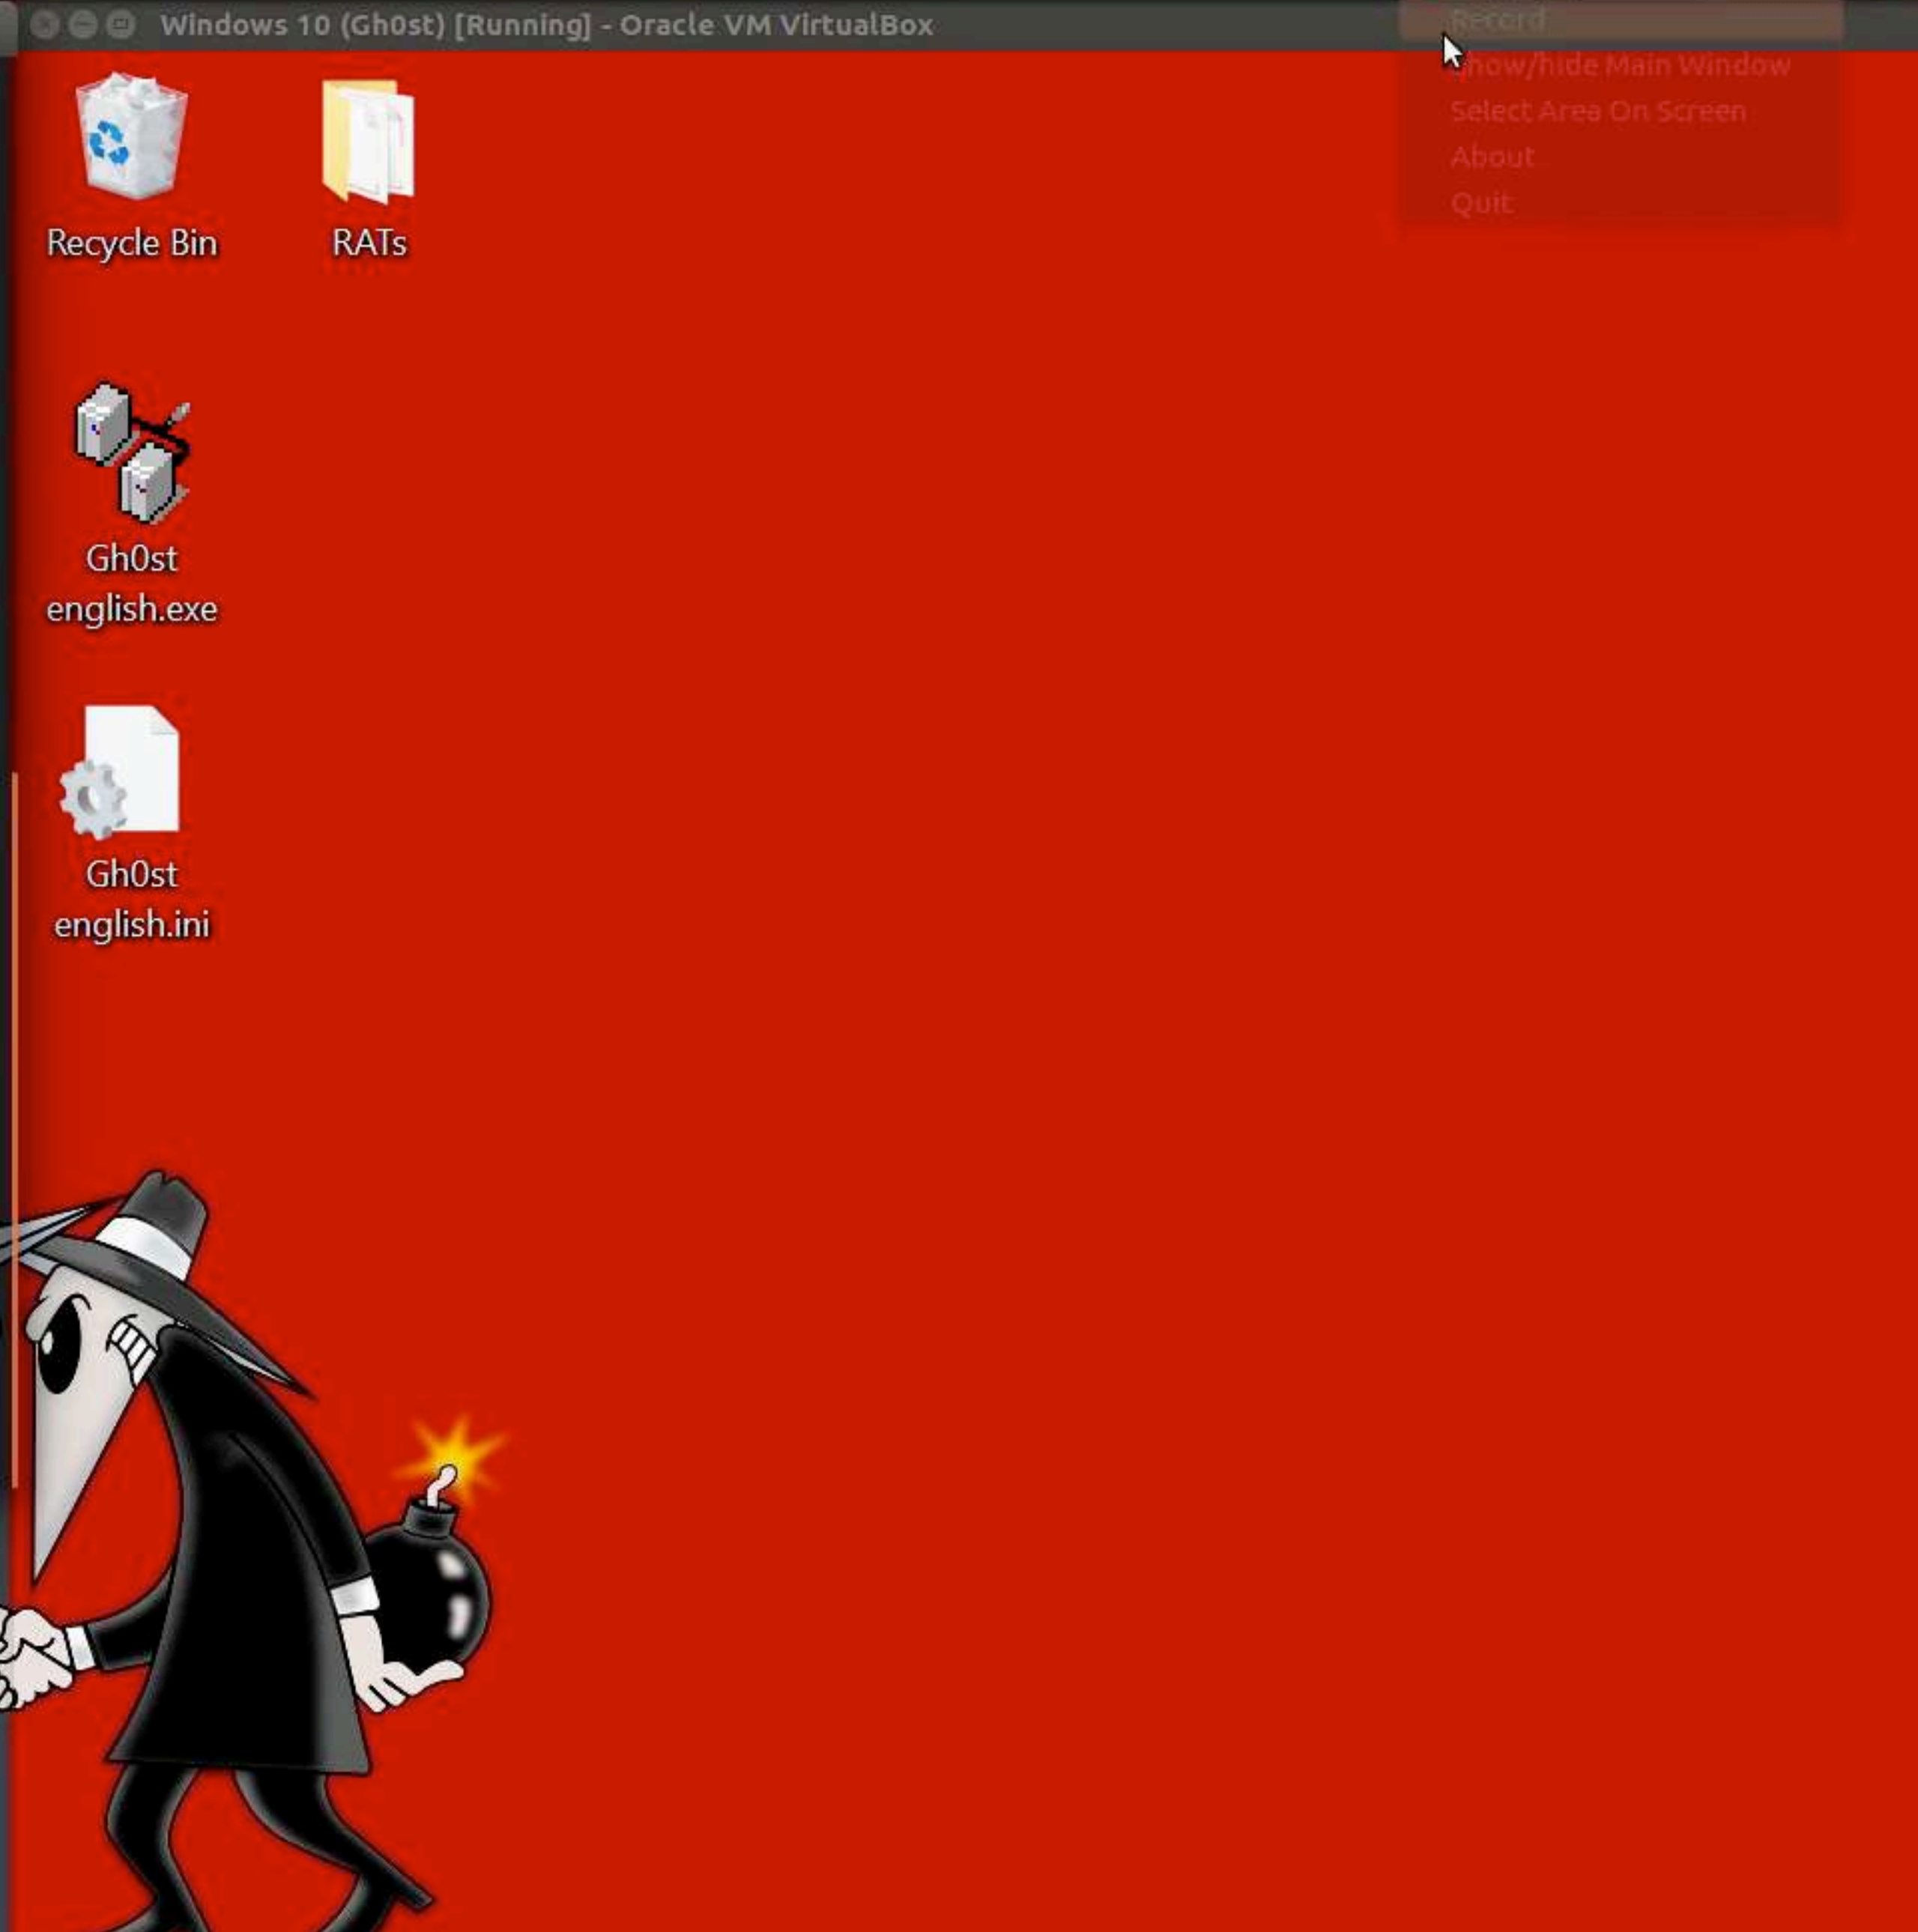 Windows 10 (Gh0st) [Running] - Oracle VM VirtualBox
Record
Show/hide Main Window
Select Area On Screen
About
Quit
Recycle Bin
RATs
Gh0st
english.exe
Gh0st
english.ini